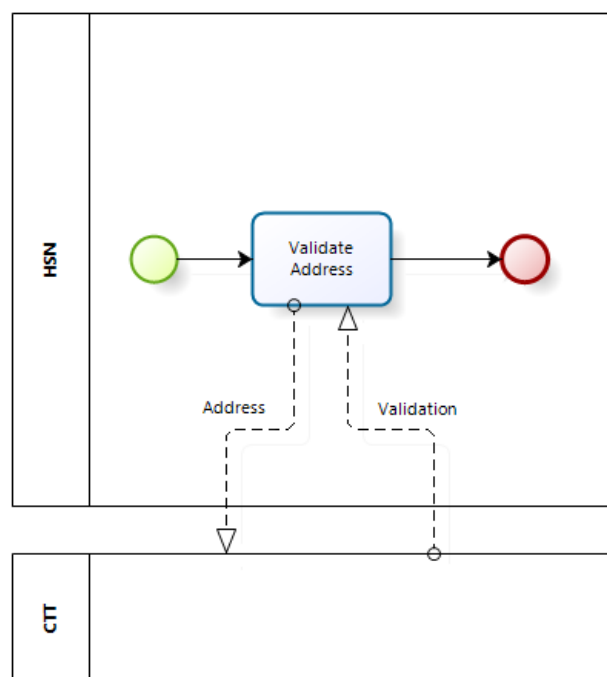 HSN
Validate
Address
Address
Validation
CTT